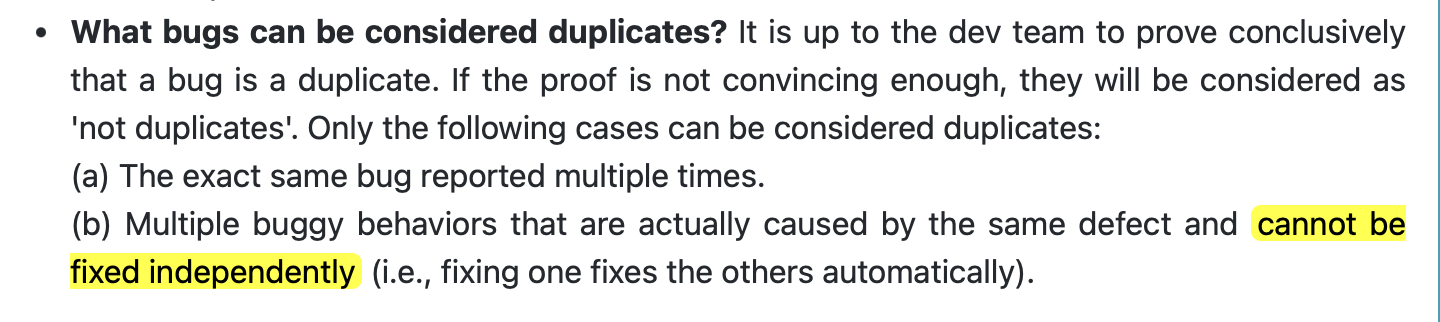 • What bugs can be considered duplicates? It is up to the dev team to prove conclusively
that a bug is a duplicate. If the proof is not convincing enough, they will be considered as
'not duplicates'. Only the following cases can be considered duplicates:
(a) The exact same bug reported multiple times.
(b) Multiple buggy behaviors that are actually caused by the same defect and cannot be
fixed independently (i.e., fixing one fixes the others automatically).